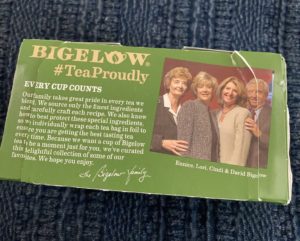 BIGELOW®
#TeaProudly
EVERY CUP COUNTS
Our family takes great pride in every tea we
blend. We source only the finest ingredients
and carefully craft each recipe. We also know
how to best protect these special ingredients,
so we individually wrap each tea bag in foil to
ensure you are getting the best tasting
tea every time. Because we want a cup of Bigelow
tea to be a moment just for you, we've curated
this delightful collection of some of our
favorites. We hope you enjoy.
The Bigelow Family
Eunice, Lori, Cindi & David Bigelow